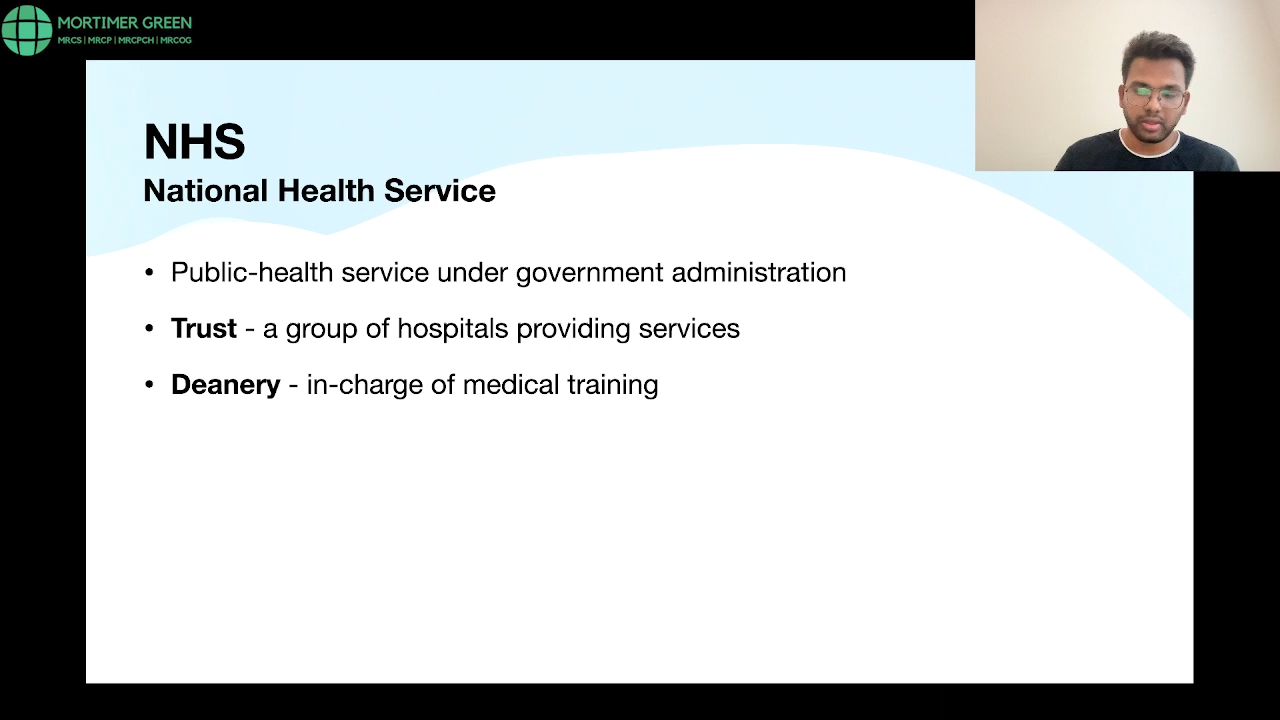 MORTIMER GREEN
MRCS | MRCP | MRCPCH | MRCOG
NHS
National Health Service
• Public-health service under government administration
• Trust - a group of hospitals providing services
• Deanery - in-charge of medical training